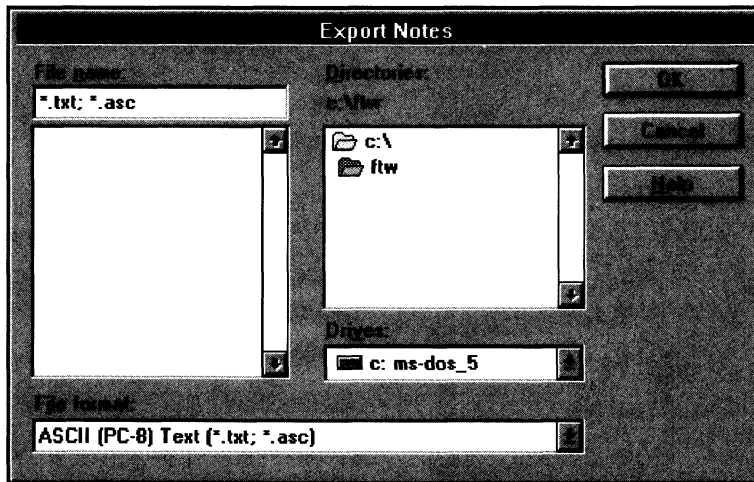 Export Notes
File name:
*.txt; *.asc
Directories:
c:\ftw
c:\
ftw
OK
Cancel
Help
Drives:
c: ms-dos_5
File format:
ASCII (PC-8) Text (*.txt; *.asc)